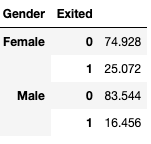 Gender Exited
Female 0 74.928
1 25.072
Male 0 83.544
1 16.456